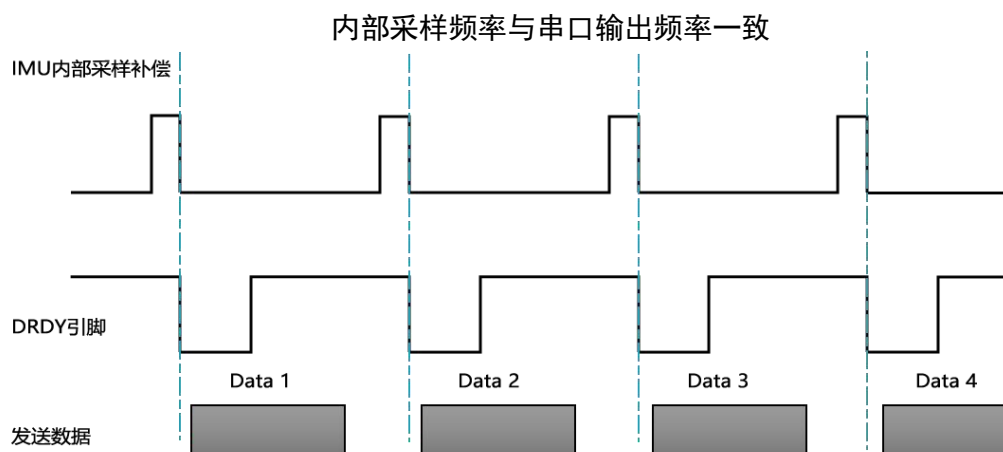 内部采样频率与串口输出频率一致
IMU内部采样补偿
DRDY引脚
Data 1
Data 2
Data 3
Data 4
发送数据